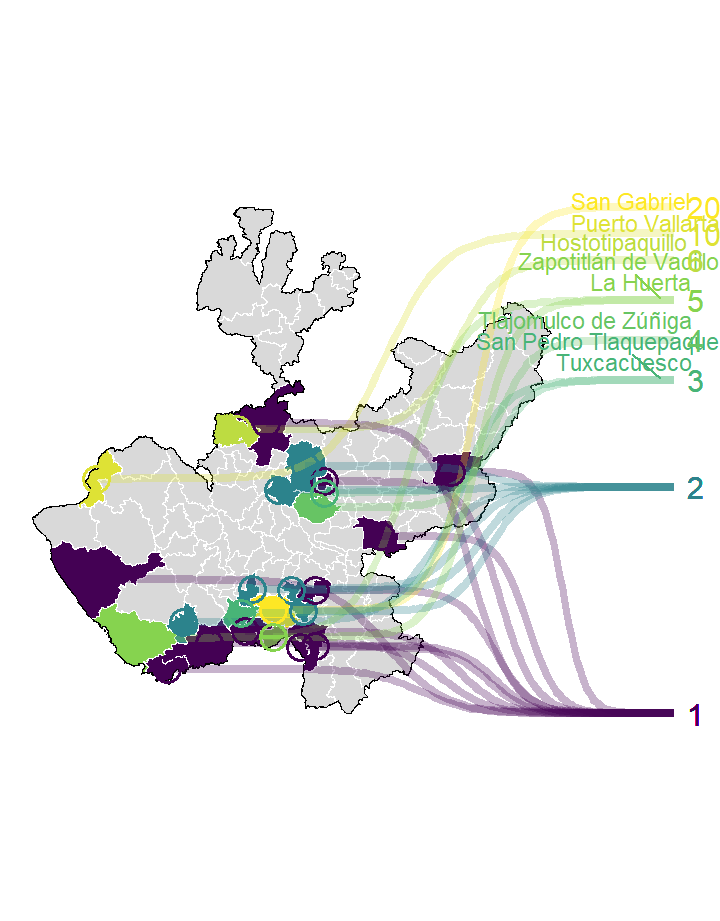 San Gabriel 20
Puerto Vallarta 10
Hostotipaquillo
Zapotitlán de Vadillo 6
La Huerta 5
Tlajomulco de Zúñiga
San Pedro Tlaquepaque 4
Tuxcacuesco 3
2
1